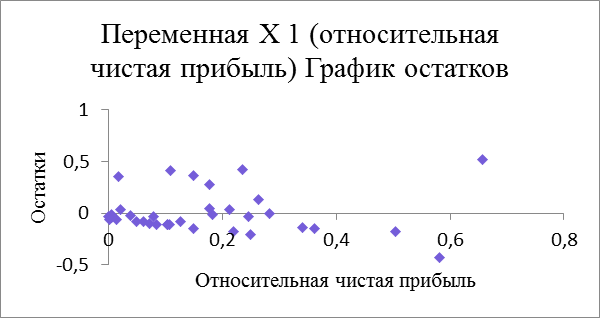 Переменная X 1 (относительная
чистая прибыль) График остатков
1
0,5
0
-0,5
0
0,2
0,4
0,6
0,8
Остатки
Относительная чистая прибыль